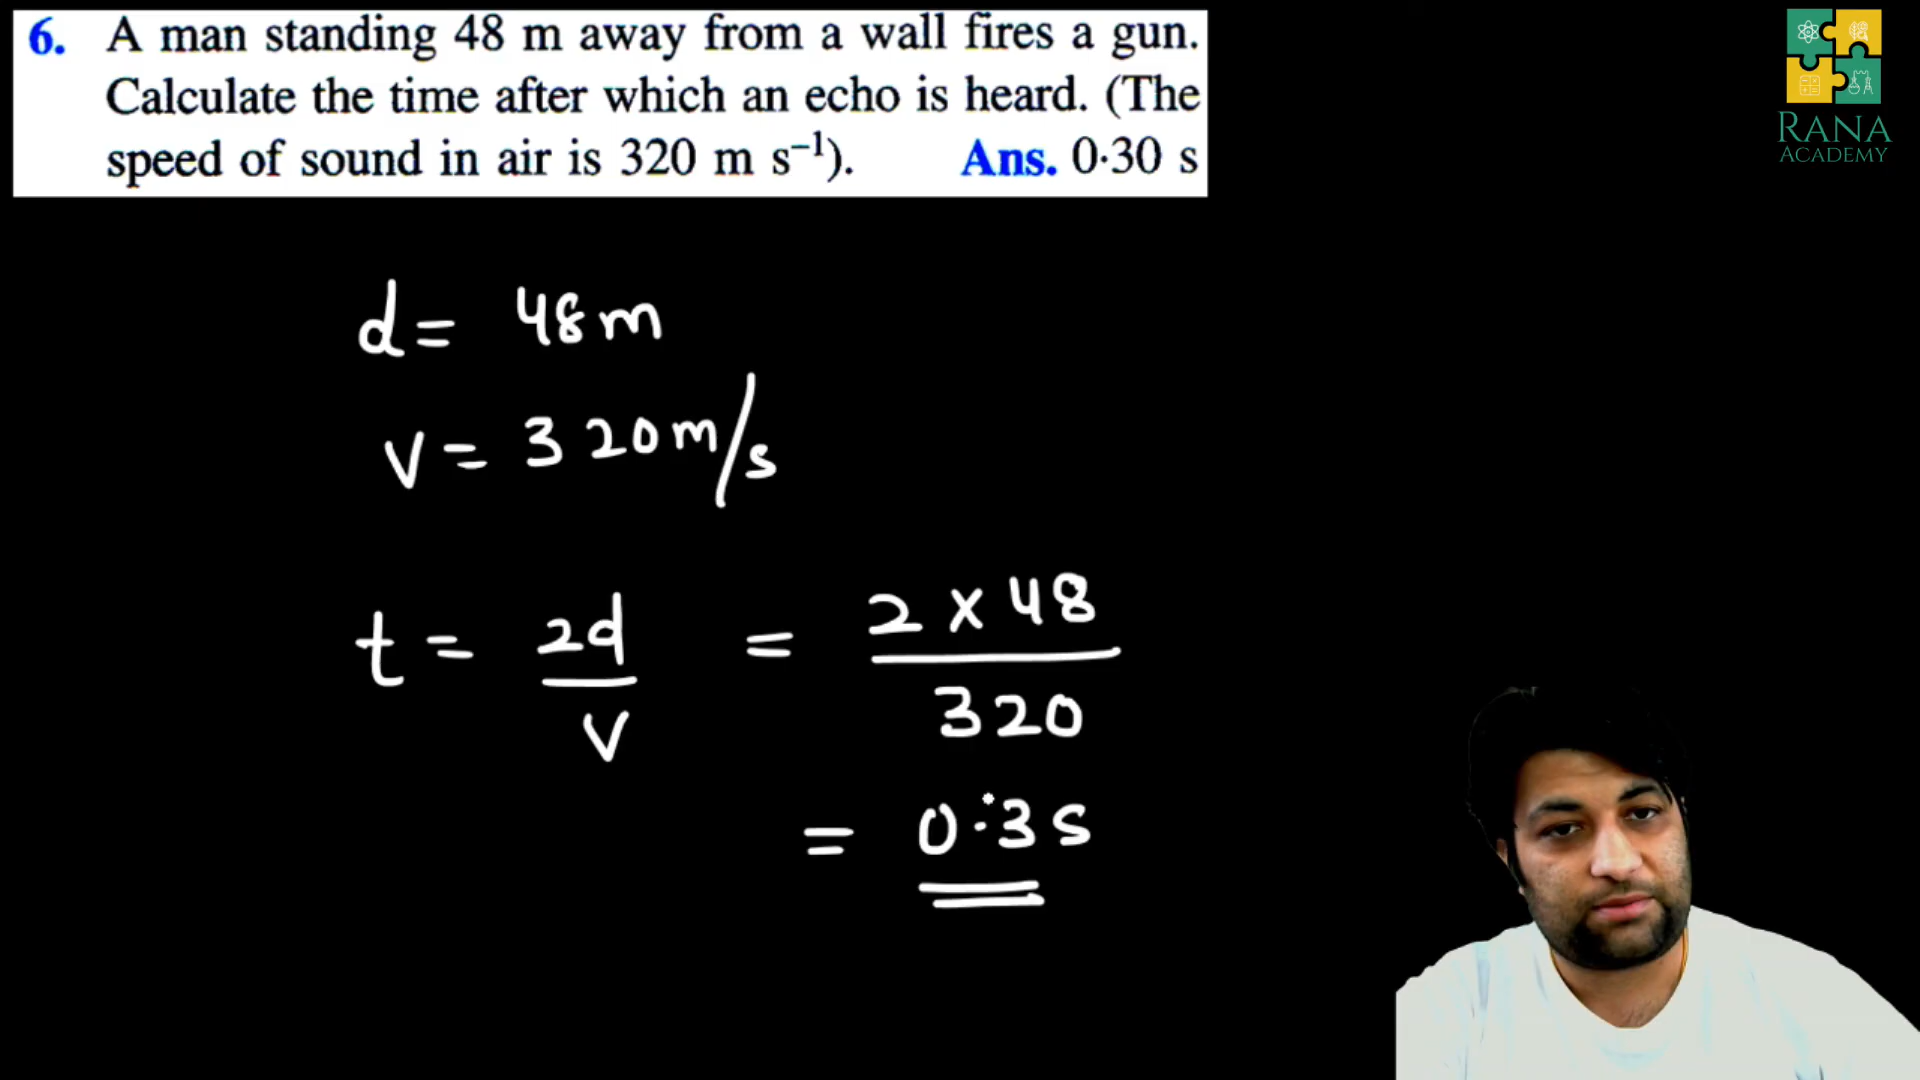 6. A man standing 48 m away from a wall fires a gun.
Calculate the time after which an echo is heard. (The
speed of sound in air is 320 m s⁻¹). Ans. 0·30 s
RANA
ACADEMY
d = 48m
v = 320m/s
t = 2d/v = 2 × 48/320
= 0.3s